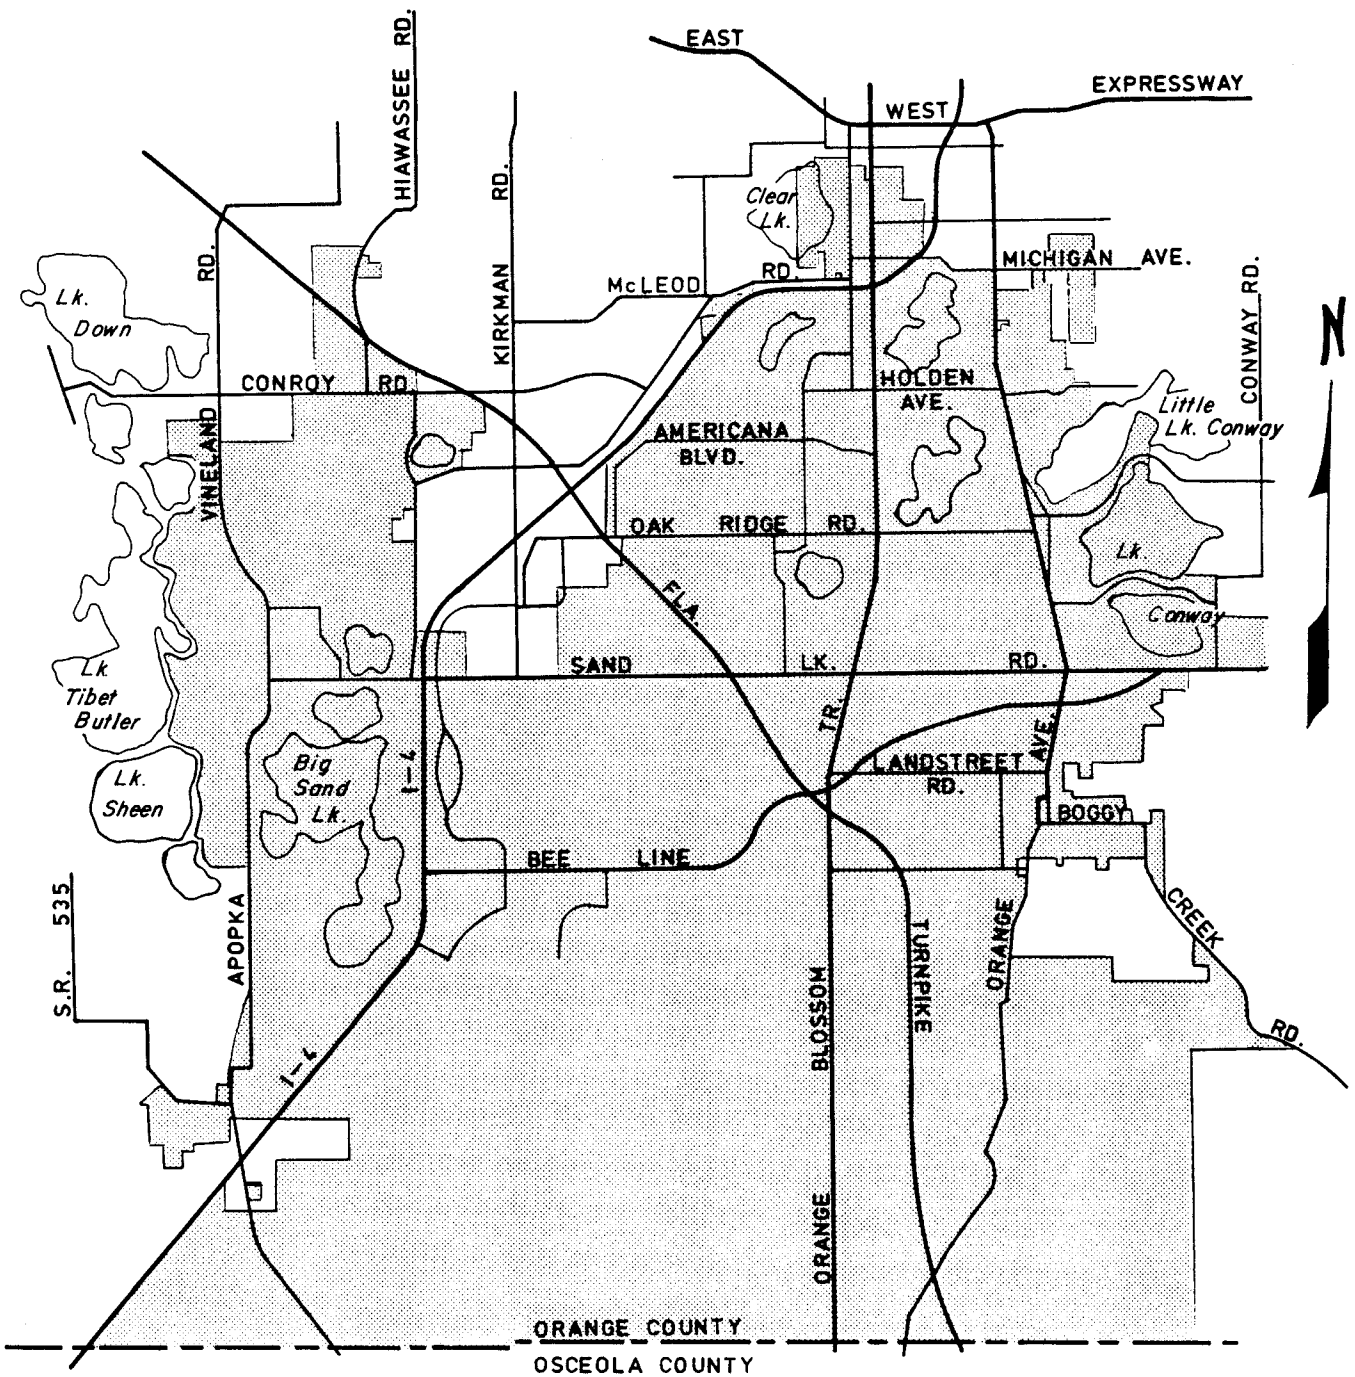 EAST
WEST
EXPRESSWAY
HIAWASSEE RD.
KIRKMAN RD.
Clear
Lk.
McLEOD RD.
MICHIGAN AVE.
CONWAY RD.
N
Lk.
Down
VINELAND RD.
CONROY RD.
HOLDEN
AVE.
Little
Lk. Conway
AMERICANA
BLVD.
OAK RIDGE RD.
Lk.
Conway
FLA.
SAND LK. RD.
Lk
Tibet
Butler
Lk.
Sheen
Big
Sand
Lk.
I-4
TR.
AVE.
LANDSTREET
RD.
BOGGY
BEE LINE
S.R. 535
APOPKA
CREEK
RD.
TURNPIKE
ORANGE
BLOSSOM
ORANGE
I-4
ORANGE COUNTY
OSCEOLA COUNTY